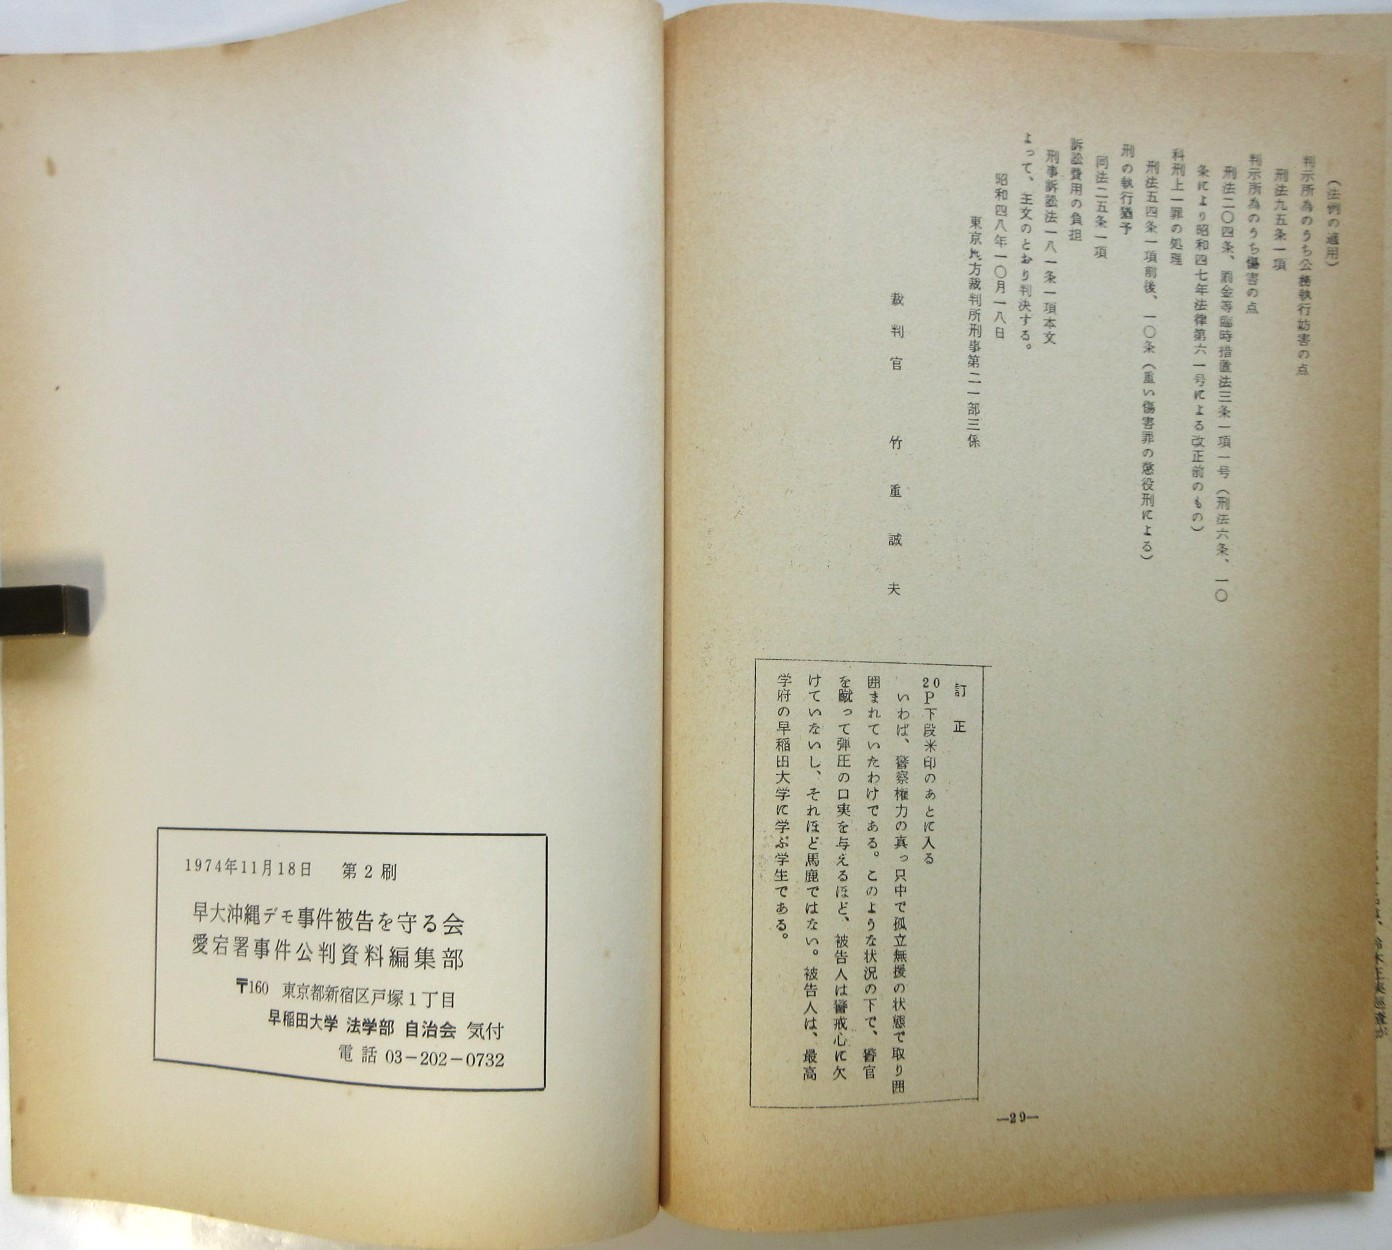 （法例の適用）
判示所為のうち公務執行訪害の点
刑法九五条一項
判示所為のうち傷害の点
刑法二〇四条、罰金等臨時措置法三条一項一号（刑法六条、一〇
条により昭和四七年法律第六一号による改正前のもの）
科刑上一罪の処理
刑法五四条一項前後、一〇条（重い傷害罪の懲役刑による）
刑の執行猶予
同法二五条一項
訴訟費用の負担
刑事訴訟法一八一条一項本文
よって、主文のとおり判決する。
昭和四八年一〇月一八日
東京地方裁判所刑事第二一部三係
裁判官 竹重誠夫
訂正
20P下段米印のあとに入る
いわば、警察権力の真っ只中で孤立無援の状態で取り囲
囲まれていたわけである。このような状況の下で、警官
を蹴って弾圧の口実を与えるほど、被告人は警戒心に欠
けていないし、それほど馬鹿ではない。被告人は、最高
学府の早稲田大学に学ぶ学生である。
—29—
1974年11月18日 第2刷
早大沖縄デモ事件被告を守る会
愛宕署事件公判資料編集部
〒160 東京都新宿区戸塚1丁目
早稲田大学 法学部 自治会 気付
電話 03-202-0732